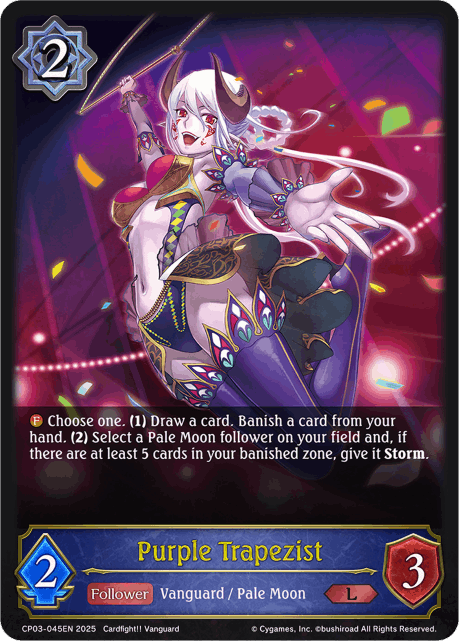 2
F Choose one. (1) Draw a card. Banish a card from your
hand. (2) Select a Pale Moon follower on your field and, if
there are at least 5 cards in your banished zone, give it Storm.
Purple Trapezist
2
Follower Vanguard / Pale Moon L
3
CP03-045EN 2025 Cardfight!! Vanguard © Cygames, Inc. ©bushiroad All Rights Reserved.